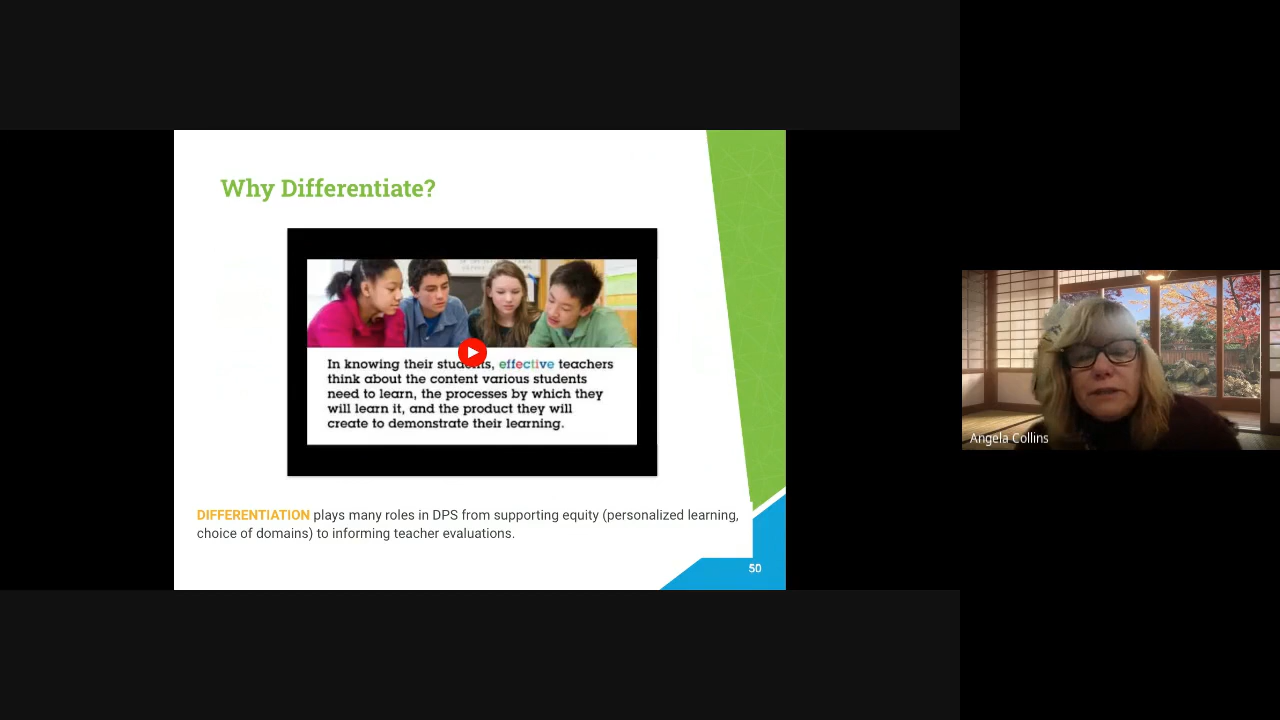 Why Differentiate?
In knowing their students, effective teachers
think about the content various students
need to learn, the processes by which they
will learn it, and the product they will
create to demonstrate their learning.
DIFFERENTIATION plays many roles in DPS from supporting equity (personalized learning,
choice of domains) to informing teacher evaluations.
50
Angela Collins